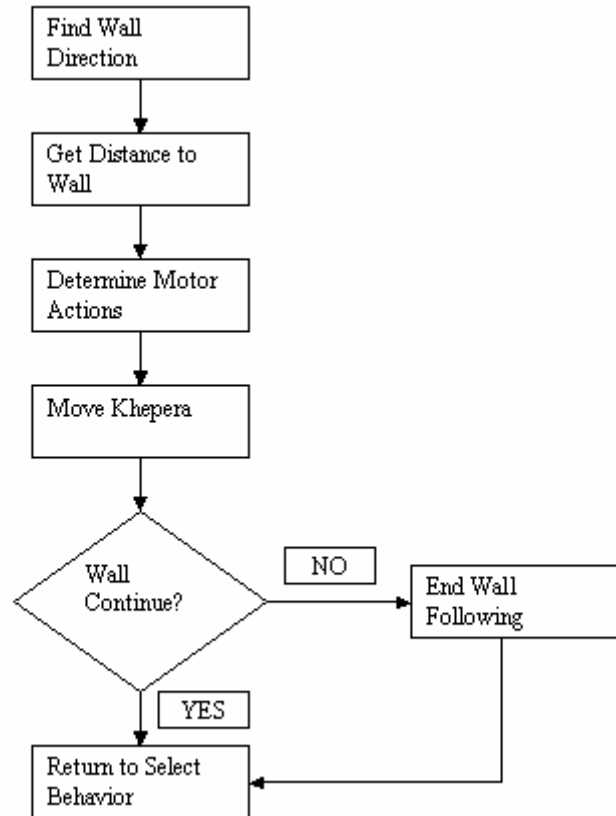 Find Wall
Direction
Get Distance to
Wall
Determine Motor
Actions
Move Khepera
Wall
Continue?
NO
End Wall
Following
YES
Return to Select
Behavior